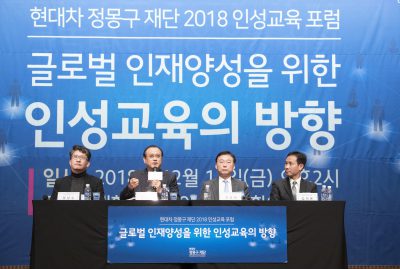 현대차 정몽구 재단 2018 인성교육 포럼
글로벌 인재양성을 위한
인성교육의 방향
현대차 정몽구 재단 2018 인성교육 포럼
글로벌 인재양성을 위한 인성교육의 방향